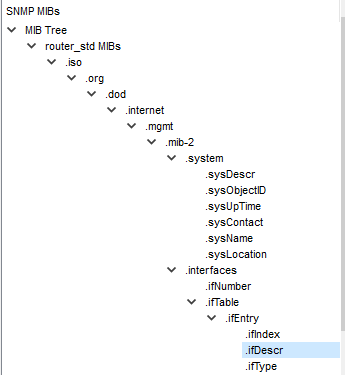 SNMP MIBs
MIB Tree
router_std MIBs
.iso
.org
.dod
.internet
.mgmt
.mib-2
.system
.sysDescr
.sysObjectID
.sysUpTime
.sysContact
.sysName
.sysLocation
.interfaces
.ifNumber
.ifTable
.ifEntry
.ifIndex
.ifDescr
.ifType